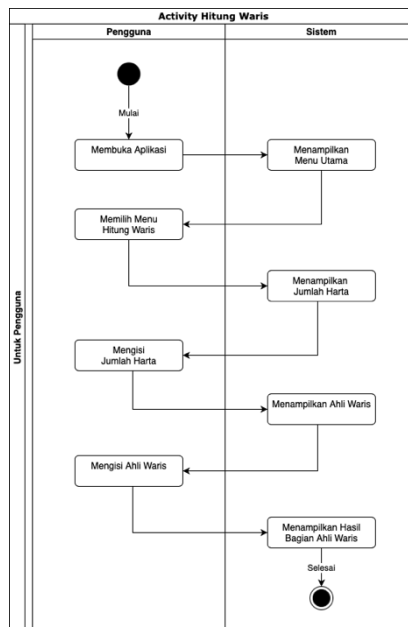 Activity Hitung Waris
Pengguna
Sistem
Untuk Pengguna
Mulai
Membuka Aplikasi
Menampilkan
Menu Utama
Memilih Menu
Hitung Waris
Menampilkan
Jumlah Harta
Mengisi
Jumlah Harta
Menampilkan Ahli Waris
Mengisi Ahli Waris
Menampilkan Hasil
Bagian Ahli Waris
Selesai